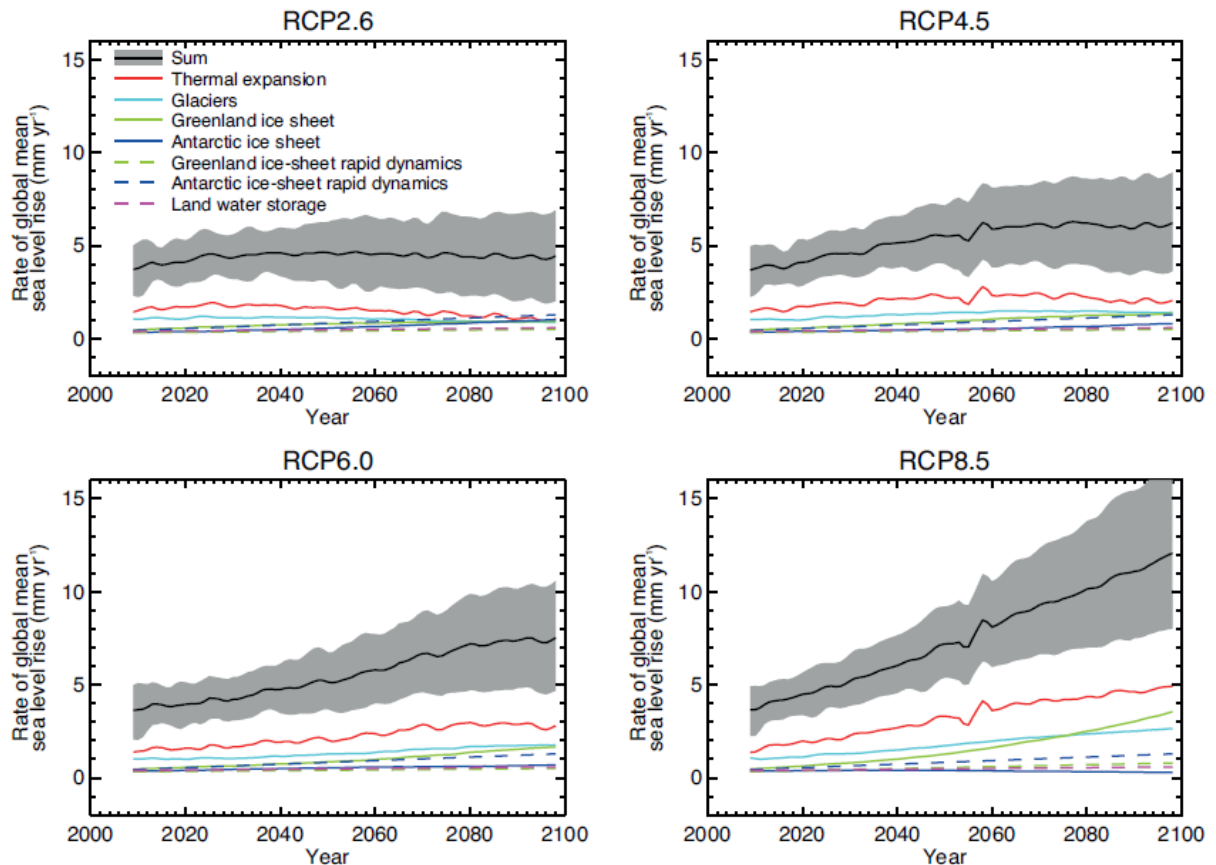 RCP2.6
15
10
5
0
Rate of global mean
sea level rise (mm yr⁻¹)
Sum
Thermal expansion
Glaciers
Greenland ice sheet
Antarctic ice sheet
Greenland ice-sheet rapid dynamics
Antarctic ice-sheet rapid dynamics
Land water storage
2000 2020 2040 2060 2080 2100
Year
RCP4.5
15
10
5
0
Rate of global mean
sea level rise (mm yr⁻¹)
2000 2020 2040 2060 2080 2100
Year
RCP6.0
15
10
5
0
Rate of global mean
sea level rise (mm yr⁻¹)
2000 2020 2040 2060 2080 2100
Year
RCP8.5
15
10
5
0
Rate of global mean
sea level rise (mm yr⁻¹)
2000 2020 2040 2060 2080 2100
Year